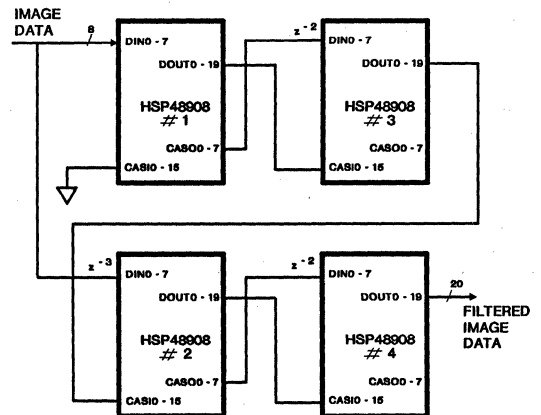 IMAGE
DATA
8
DIN0 - 7
DOUT0 - 19
HSP48908
# 1
CASO0 - 7
CASI0 - 15
z -2
DIN0 - 7
DOUT0 - 19
HSP48908
# 3
CASO0 - 7
CASI0 - 15
z -3
DIN0 - 7
DOUT0 - 19
HSP48908
# 2
CASO0 - 7
CASI0 - 15
z -2
DIN0 - 7
DOUT0 - 19
HSP48908
# 4
CASO0 - 7
CASI0 - 15
20
FILTERED
IMAGE
DATA